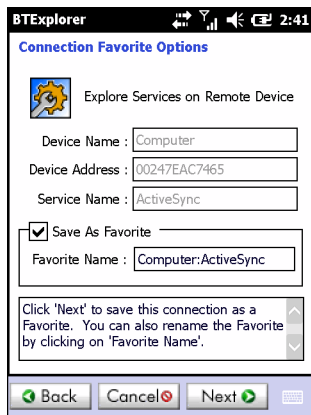 BTExplorer 2:41
Connection Favorite Options
Explore Services on Remote Device
Device Name : Computer
Device Address : 00247EAC7465
Service Name : ActiveSync
Save As Favorite
Favorite Name : Computer:ActiveSync
Click 'Next' to save this connection as a
Favorite. You can also rename the Favorite
by clicking on 'Favorite Name'.
Back Cancel Next